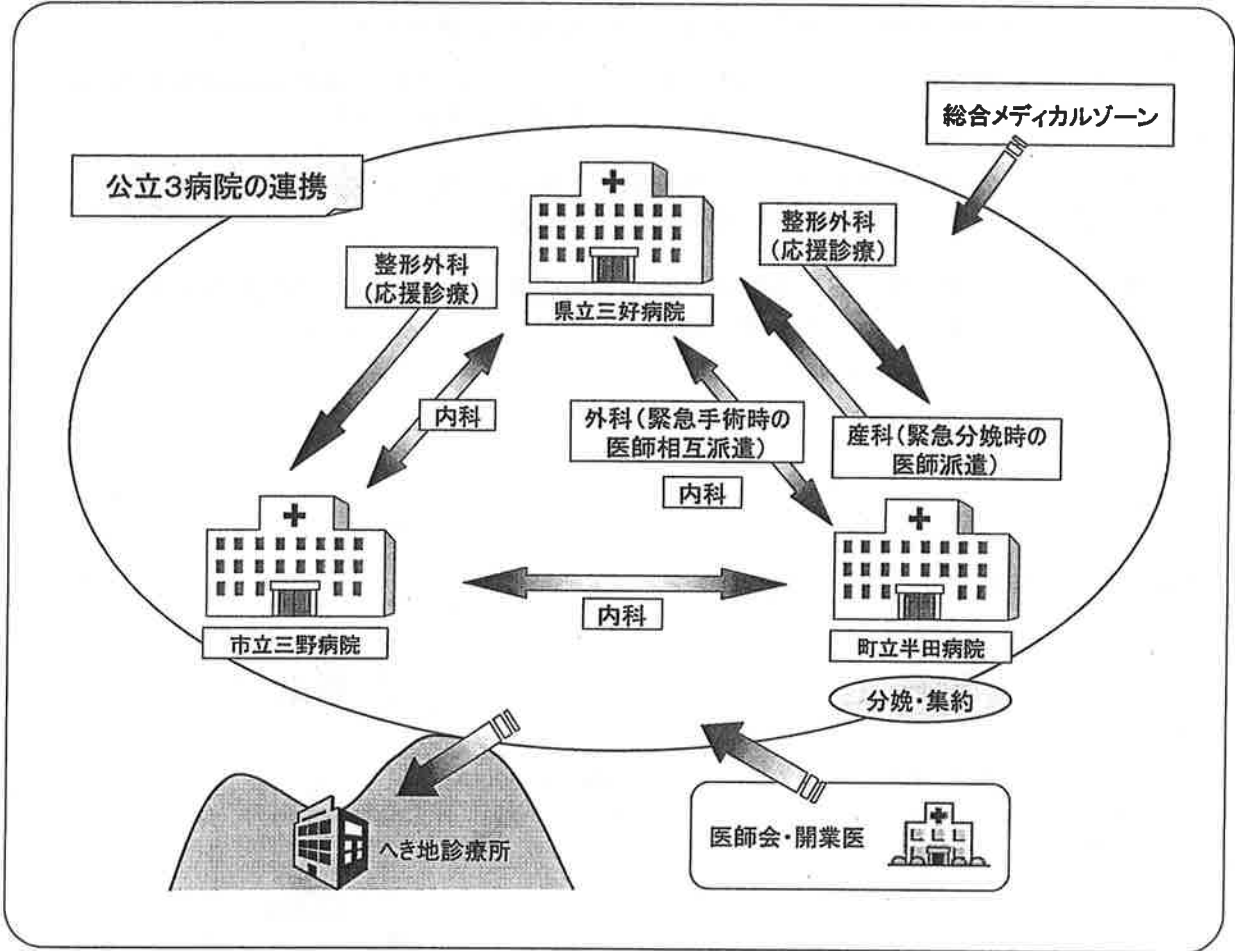 総合メディカルゾーン
公立3病院の連携
整形外科
(応援診療)
整形外科
(応援診療)
県立三好病院
内科
外科(緊急手術時の
医師相互派遣)
産科(緊急分娩時の
医師派遣)
内科
内科
市立三野病院
町立半田病院
分娩・集約
へき地診療所
医師会・開業医